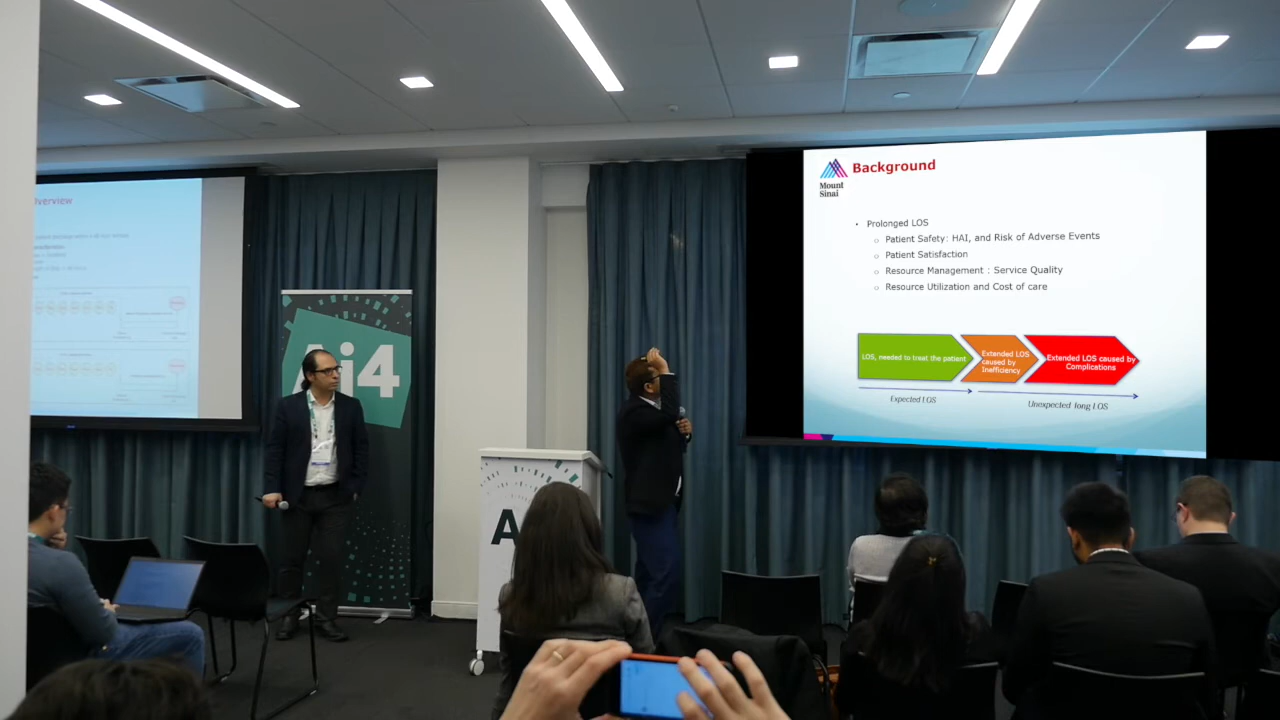 Overview
Ai4
A
Mount
Sinai
Background
• Prolonged LOS
○ Patient Safety: HAI, and Risk of Adverse Events
○ Patient Satisfaction
○ Resource Management : Service Quality
○ Resource Utilization and Cost of care
LOS, needed to treat the patient
Extended LOS
caused by
Inefficiency
Extended LOS caused by
Complications
Expected LOS
Unexpected long LOS